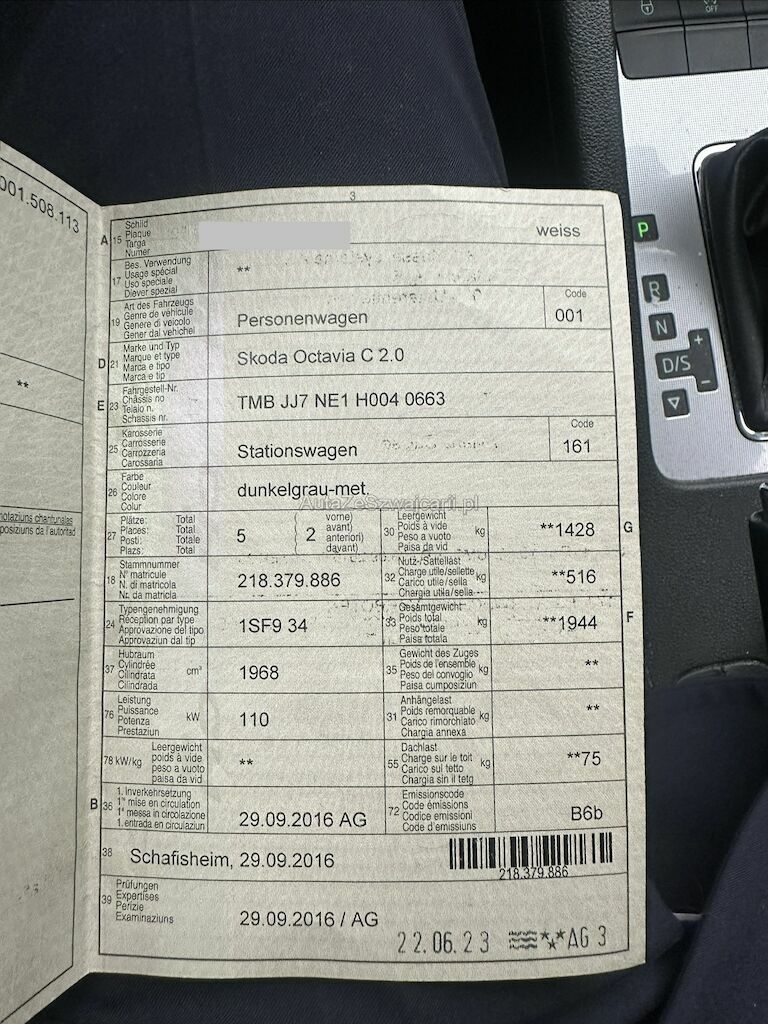 001.508.113
**
3
A 15 Schild
Plaque
Targa
Numer
weiss
17 Bes. Verwendung
Usage spécial
Uso speciale
Diever spezial
**
19 Art des Fahrzeugs
Genre de véhicule
Genere di veicolo
Gener dal vehichel
Personenwagen
Code
001
D 21 Marke und Typ
Marque et type
Marca e tipo
Marca e tip
Skoda Octavia C 2.0
E 23 Fahrgestell-Nr.
Châssis no
Telaio n.
Schassis nr.
TMB JJ7 NE1 H004 0663
25 Karosserie
Carrosserie
Carrozzeria
Carossaria
Stationswagen
Code
161
26 Farbe
Couleur
Colore
Colur
dunkelgrau-met.
AutaZeSzwajcarii.pl
27 Plätze: Total
Places: Total
Posti: Totale
Plazs: Total
5
2
vorne)
avant)
anteriori)
davant)
30 Leergewicht
Poids à vide
Peso a vuoto
Paisa da vid
kg
**1428
G
18 Stammnummer
N° matricule
N. di matricola
Nr. da matricla
218.379.886
32 Nutz-/Sattellast
Charge utile/sellette
Carico utile/sella
Chargia utila/sella
kg
**516
24 Typengenehmigung
Réception par type
Approvazione del tipo
Approvaziun dal tip
1SF9 34
33 Gesamtgewicht
Poids total
Peso totale
Paisa totala
kg
**1944
F
37 Hubraum
Cylindrée
Cilindrata
Cilindrada
cm³
1968
35 Gewicht des Zuges
Poids de l'ensemble
Peso del convoglio
Paisa cumposiziun
kg
**
76 Leistung
Puissance
Potenza
Prestaziun
kW
110
31 Anhängelast
Poids remorquable
Carico rimorchiato
Chargia annexa
kg
**
78 kW/kg Leergewicht
poids à vide
peso a vuoto
paisa da vid
**
55 Dachlast
Charge sur le toit
Carico sul tetto
Chargia sin il tetg
kg
**75
B 36 1. Inverkehrsetzung
1re mise en circulation
1a messa in circolazione
1. entrada en circulaziun
29.09.2016 AG
72 Emissionscode
Code émissions
Codice emissioni
Code d'emissiuns
B6b
38 Schafisheim, 29.09.2016
218.379.886
39 Prüfungen
Expertises
Perizie
Examinaziuns
29.09.2016 / AG
22.06.23 AG 3
OFF
P
R
N
D/S
+
−